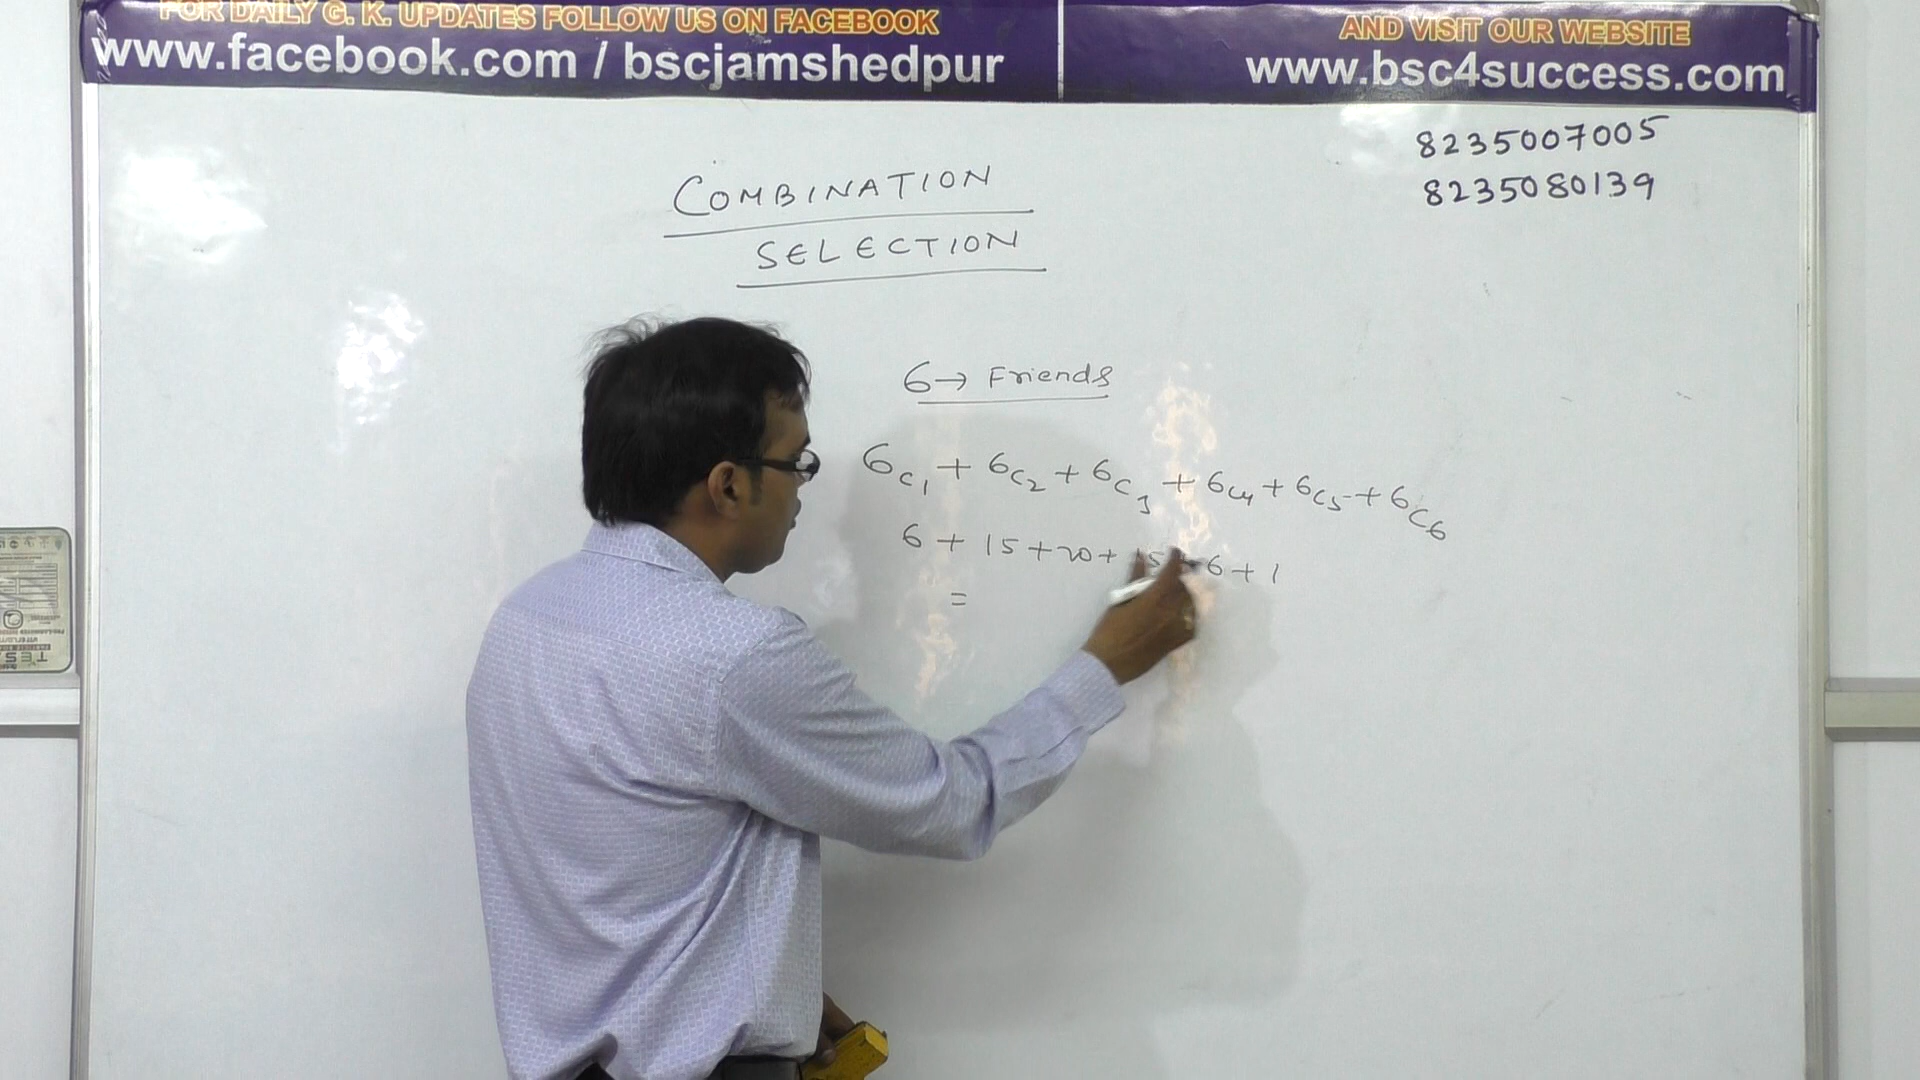 FOR DAILY G. K. UPDATES FOLLOW US ON FACEBOOK
www.facebook.com / bscjamshedpur
AND VISIT OUR WEBSITE
www.bsc4success.com
8235007005
8235080139
COMBINATION
SELECTION
6→ Friends
6C1 + 6C2 + 6C3 + 6C4 + 6C5 + 6C6
6 + 15 + 20 + 15 + 6 + 1
=